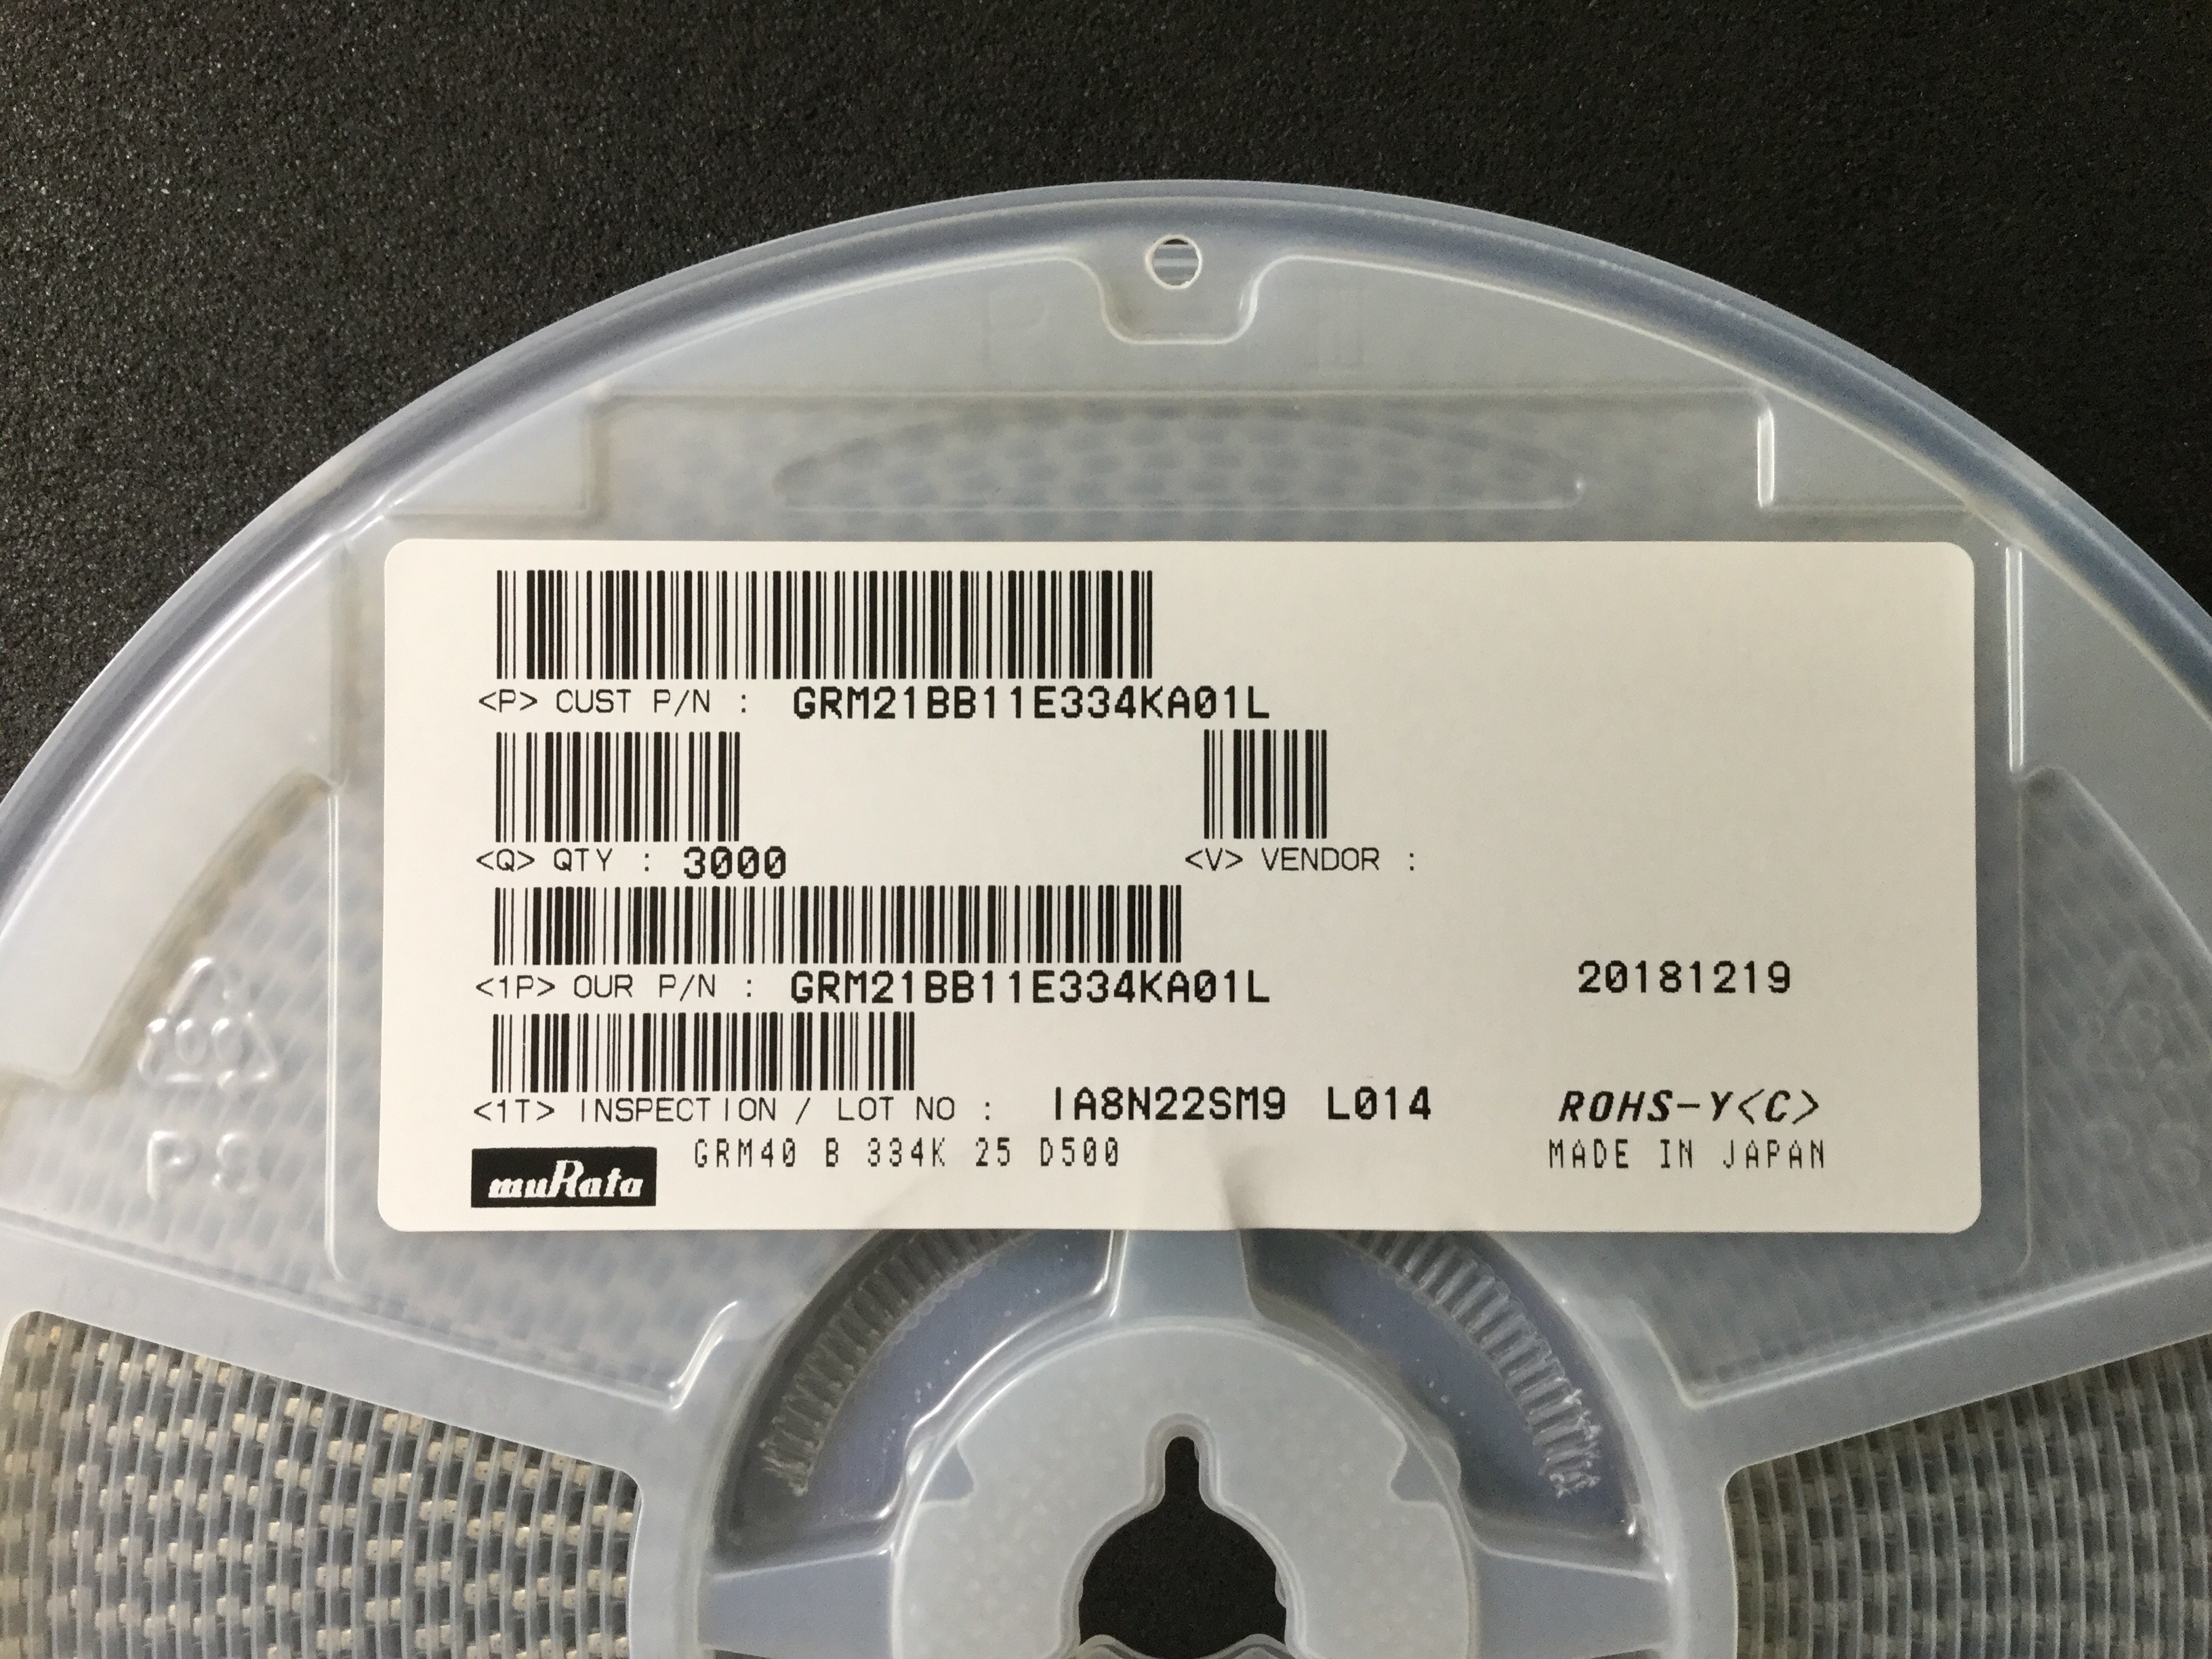 <P> CUST P/N : GRM21BB11E334KA01L
<Q> QTY : 3000 <V> VENDOR :
<1P> OUR P/N : GRM21BB11E334KA01L
20181219
<1T> INSPECTION / LOT NO : IA8N22SM9 L014 ROHS-Y<C>
muRata GRM40 B 334K 25 D500 MADE IN JAPAN
PS